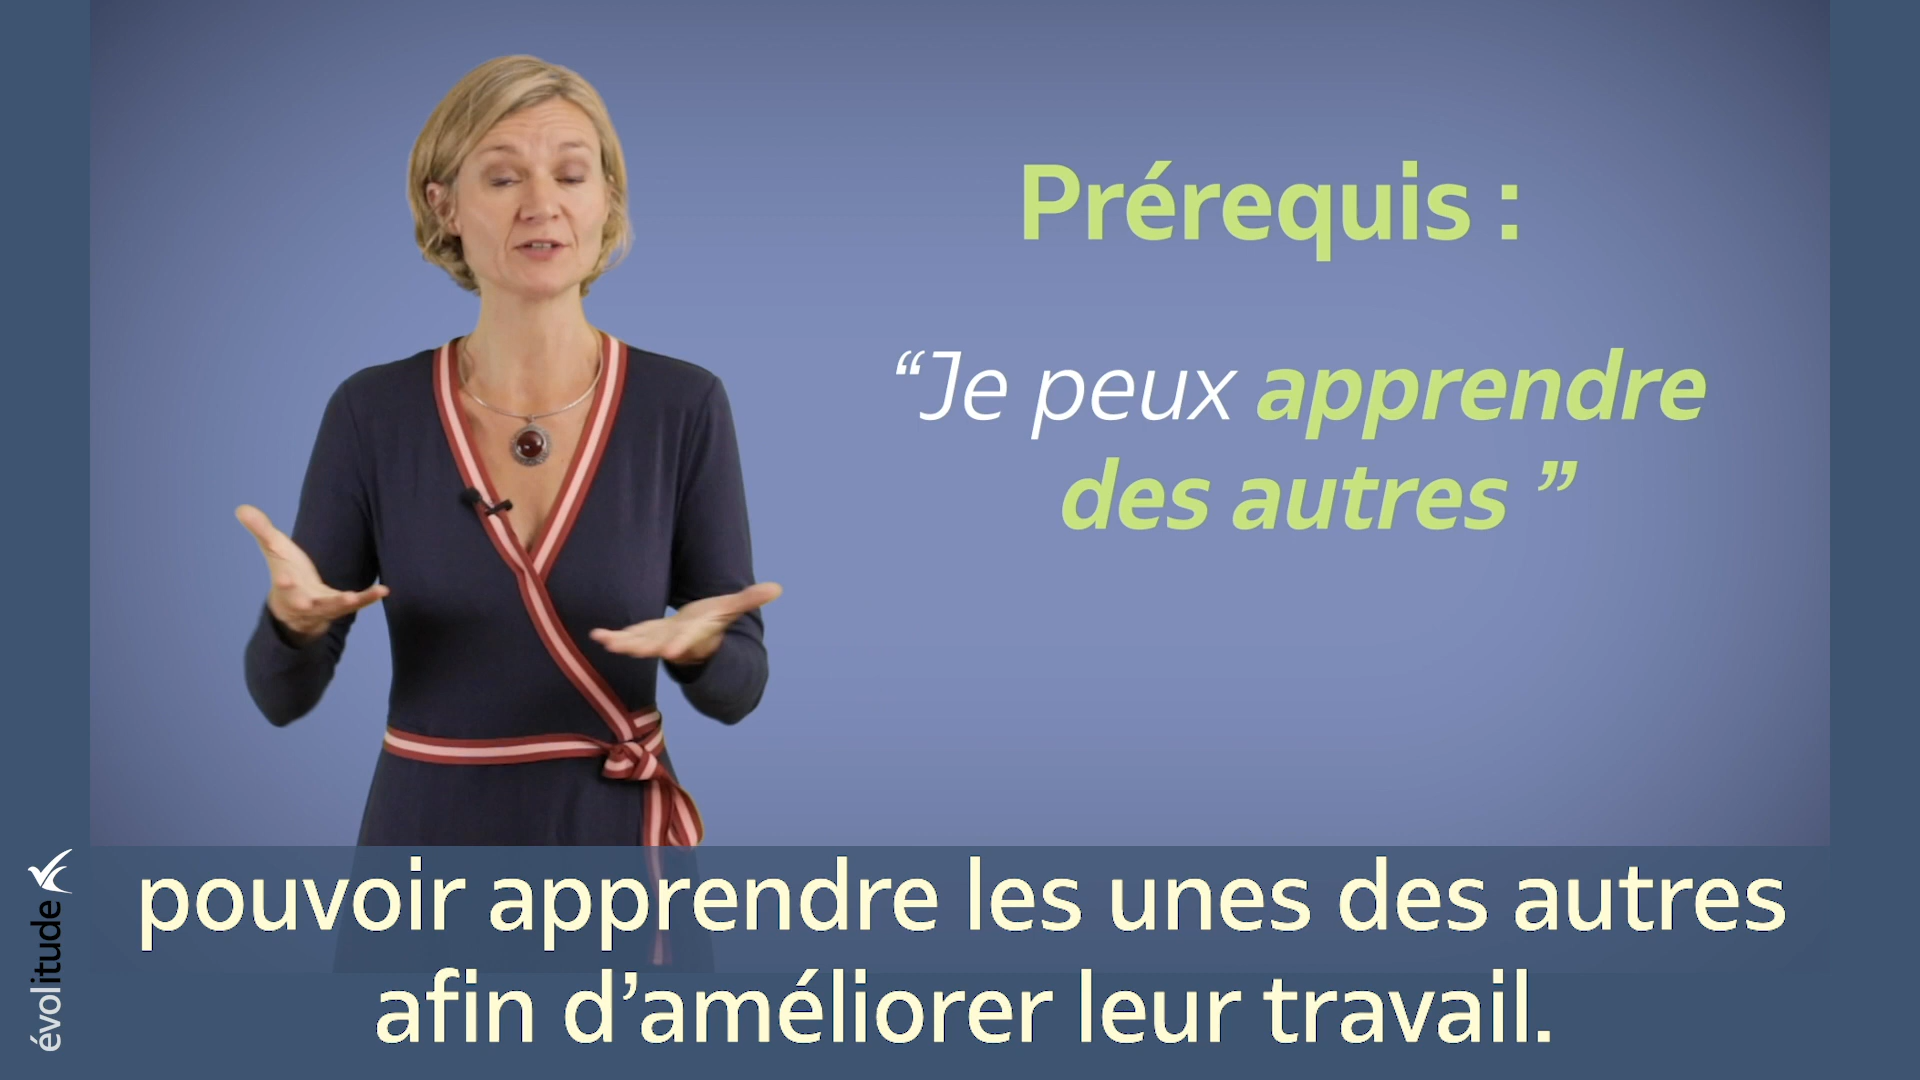 Prérequis :
“Je peux apprendre
des autres ”
pouvoir apprendre les unes des autres
afin d’améliorer leur travail.
évolitude